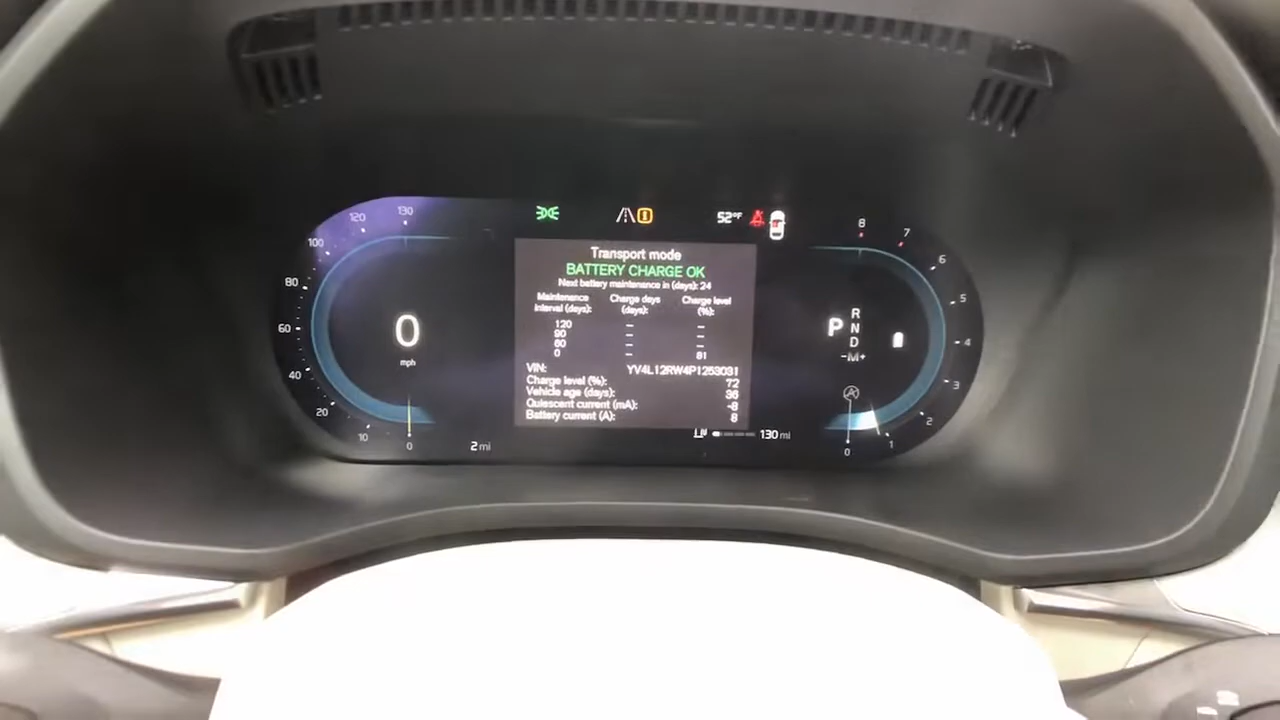 52°F
Transport mode
BATTERY CHARGE OK
Next battery maintenance in (days): 24
Maintenance interval (days): Charge days (days): Charge level (%):
120 -- --
90 -- --
60 -- --
0 -- 81
VIN: YV4L12RW4P1253031
Charge level (%): 72
Vehicle age (days): 36
Quiescent current (mA): -8
Battery current (A): 8
130
120
100
80
60
40
20
10
0
0
mph
2 mi
130 mi
P
R
N
D
-M+
A
8
7
6
5
4
3
2
1
0